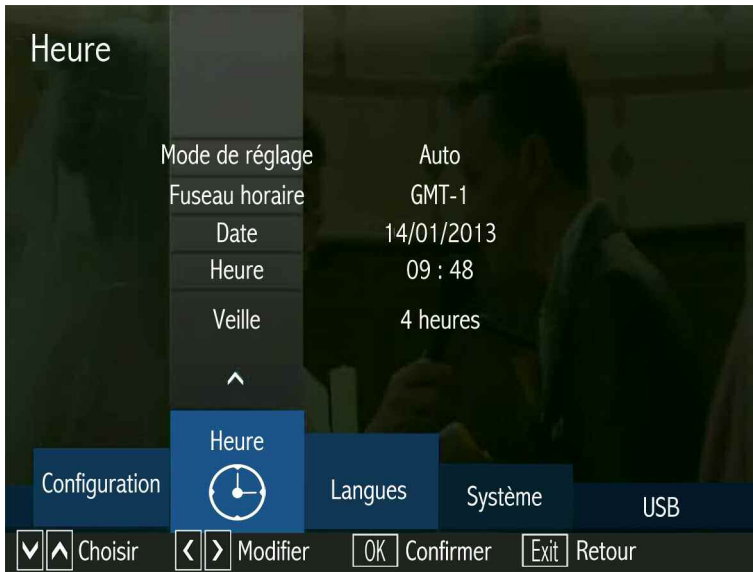 Heure
Mode de réglage Auto
Fuseau horaire GMT-1
Date 14/01/2013
Heure 09 : 48
Veille 4 heures
Heure
Configuration Langues Système USB
Choisir Modifier OK Confirmer Exit Retour